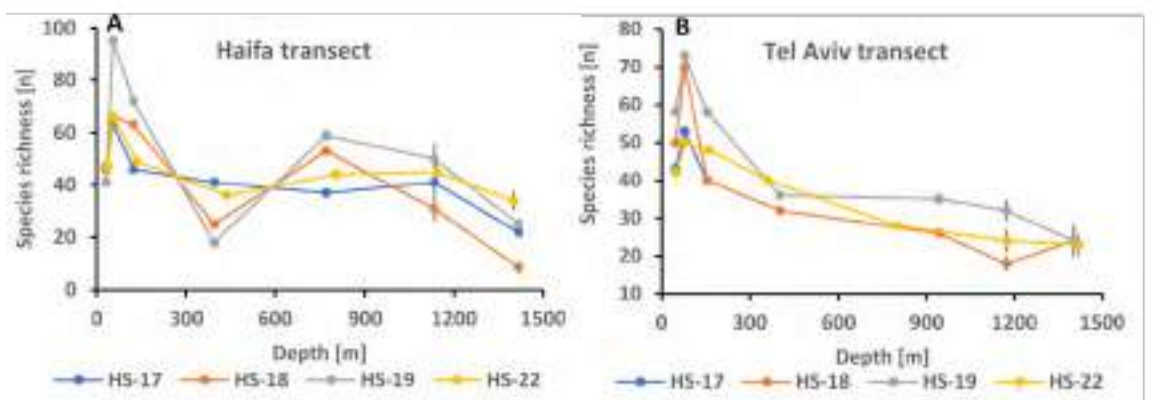 A
Haifa transect
Species richness [n]
100
80
60
40
20
0
0 300 600 900 1200 1500
Depth [m]
HS-17 HS-18 HS-19 HS-22
B
Tel Aviv transect
Species richness [n]
80
70
60
50
40
30
20
10
0 300 600 900 1200 1500
Depth [m]
HS-17 HS-18 HS-19 HS-22